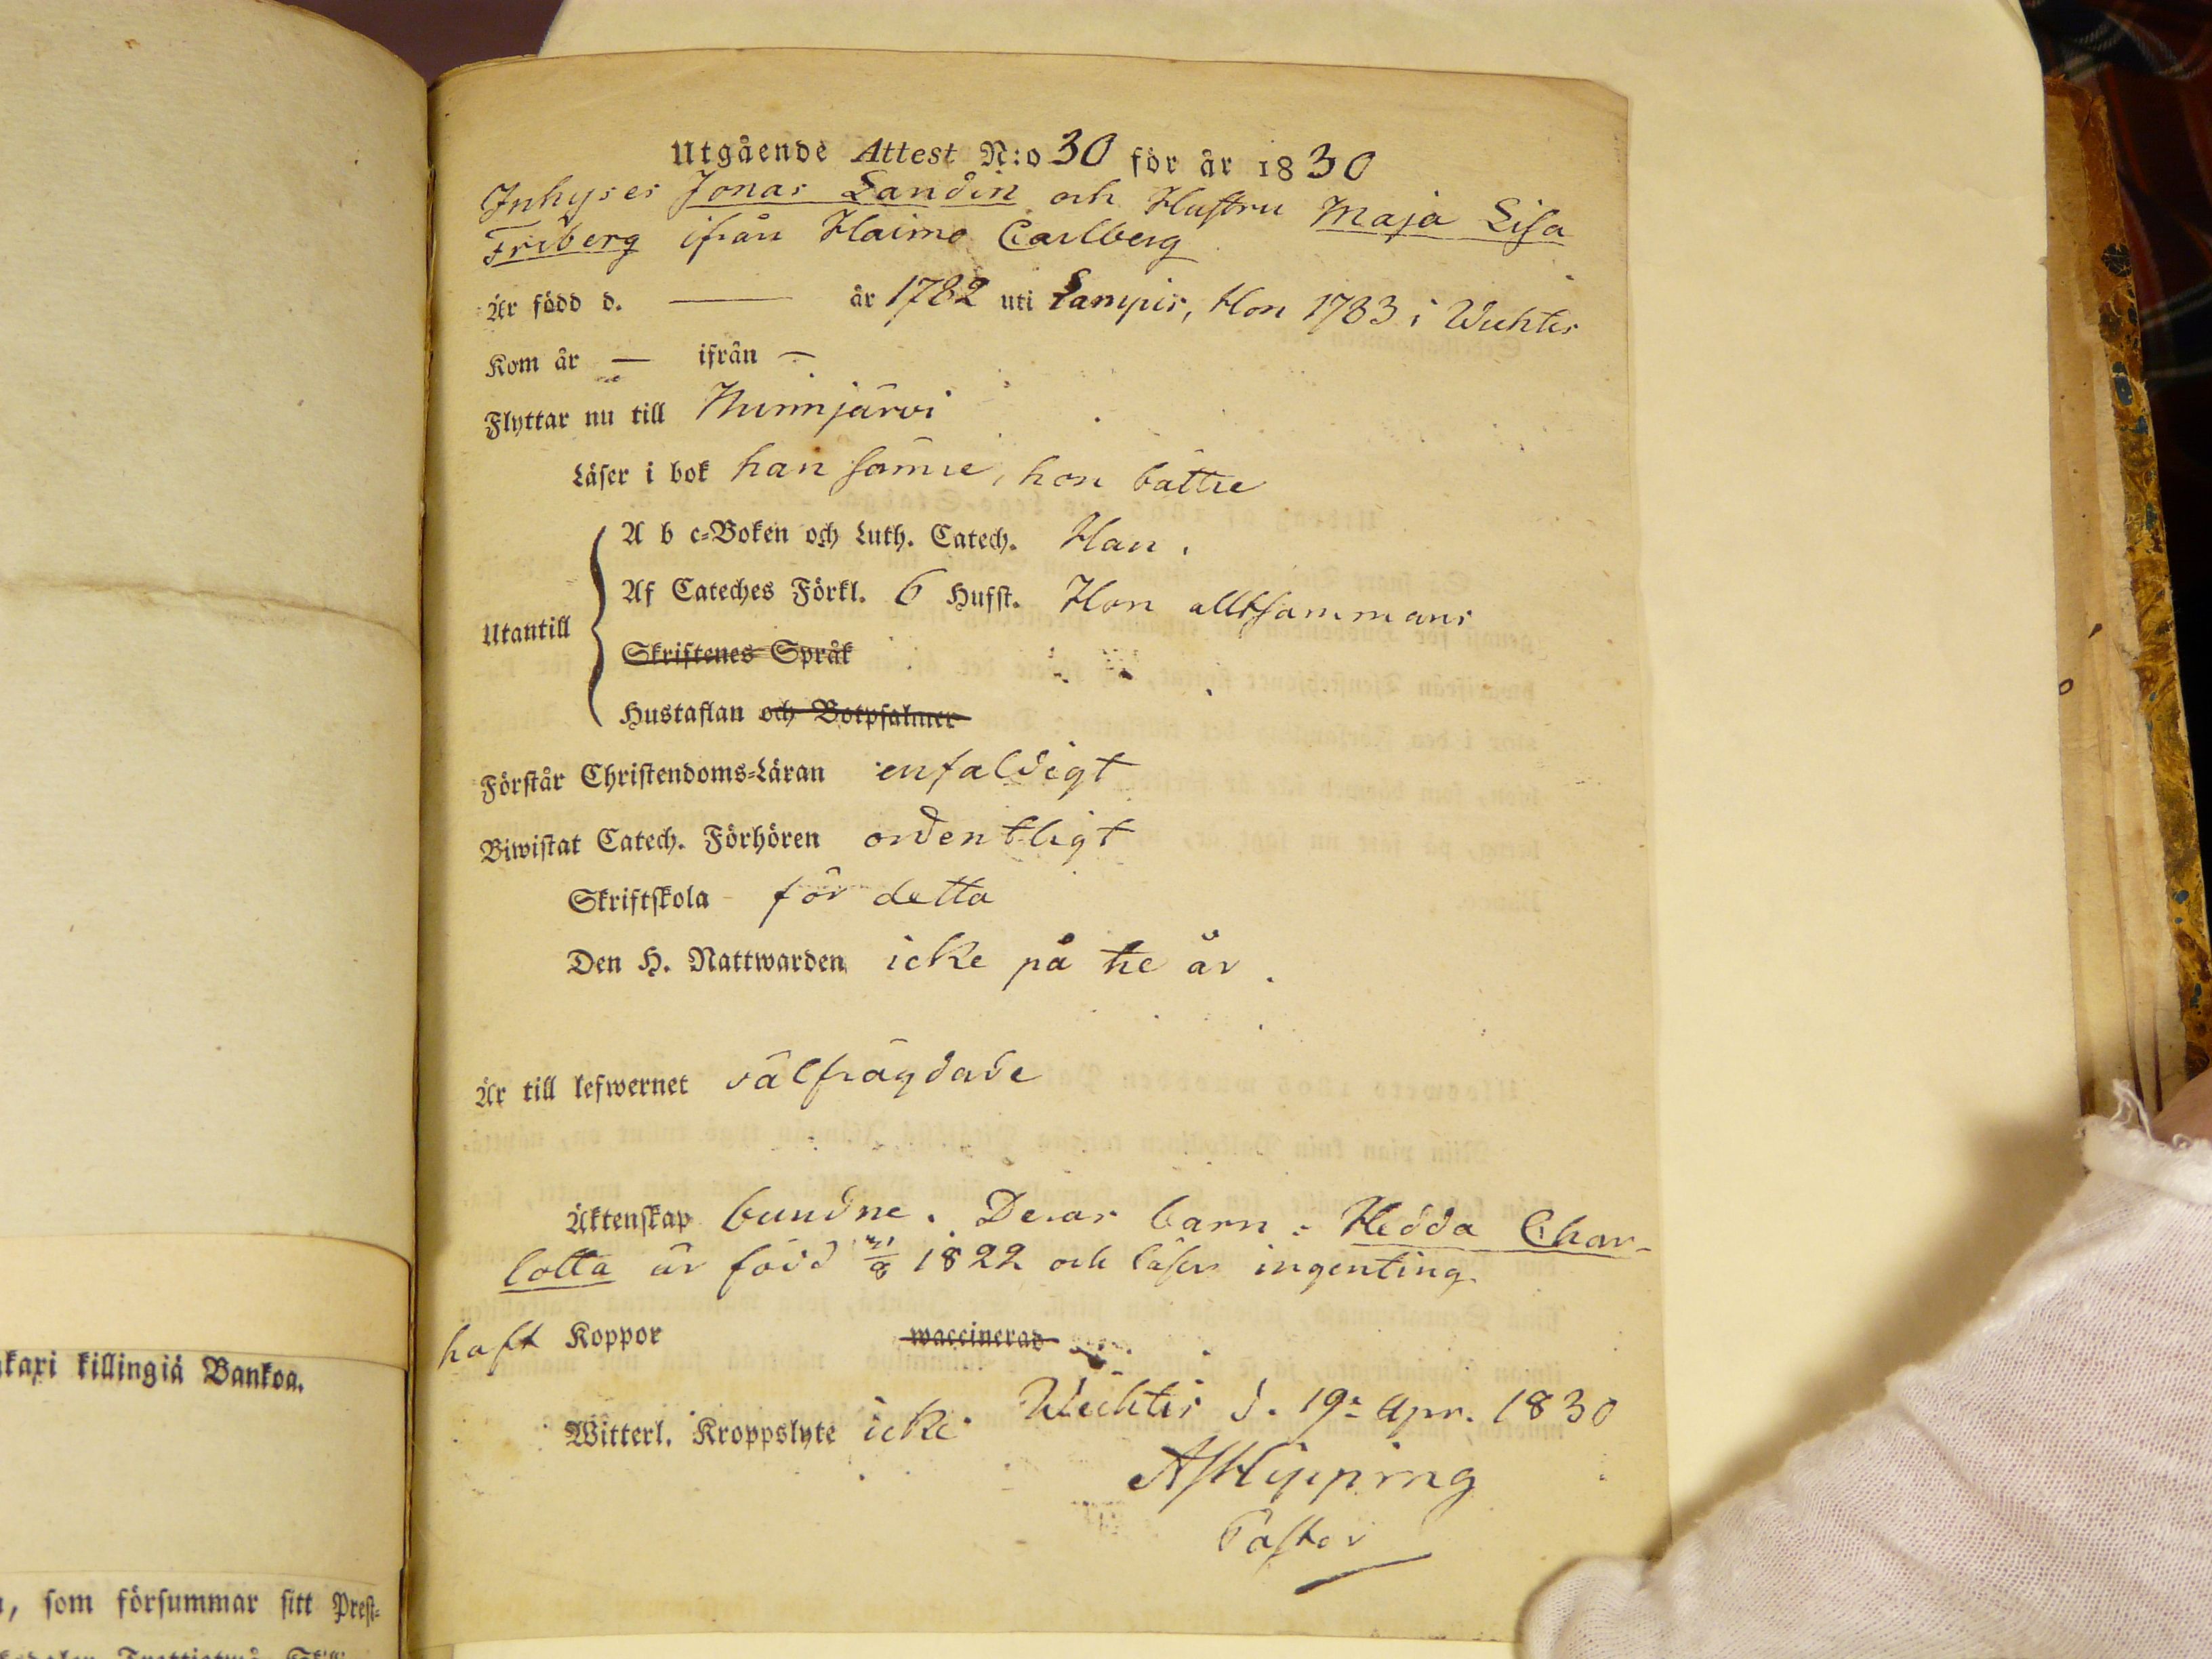 Utgående Attest N:o 30 för år 1830
Inhyses Jonas Landin och Hustru Maja Lisa
Friberg ifrån Haimo Carlberg
Är född d. — år 1782 uti Lampis, Hon 1783 i Wichtis
Kom år — ifrån —
Flyttar nu till Nurmijärvi
Läser i bok han sämre, hon bättre
Utantill
A b c-Boken och Luth. Catech. Han.
Af Cateches Förkl. 6 Hufst. Hon alltsammans
Skriftenes Språk
Hustaflan och Botpsalmer
Förstår Christendoms-Läran enfaldigt
Biwistat Catech. Förhören ordentligt
Skriftskola för detta
Den H. Nattwarden icke på tre år.
Är till lefwernet välfrägdade
Äktenskap bundne. Deras barn: Hedda Char-
lotta är född 1822 och läser ingenting.
haft Koppor waccinerad
Witterl. Kroppslyte icke
Wichtis d. 19 Apr. 1830
AJHipping
Pastor
kari killingiä Bankoa.
, som försummar sitt Prest-